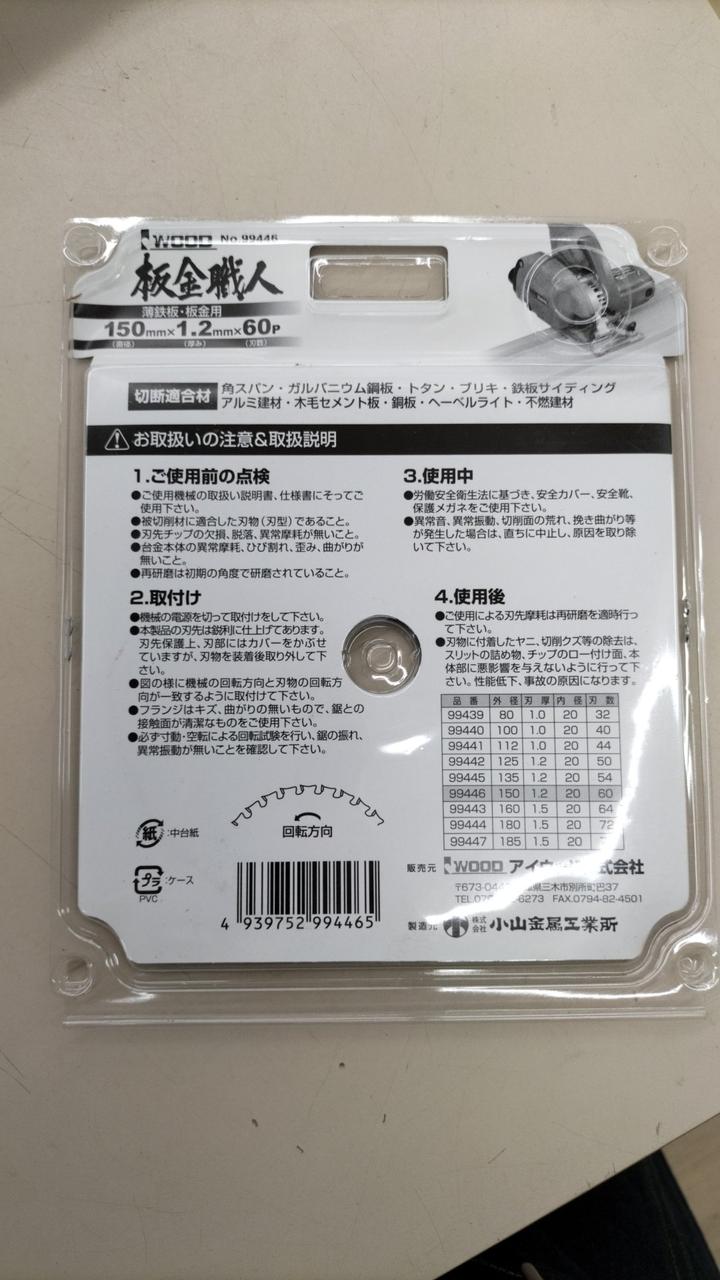 WOOD No.99446
板金職人
薄鉄板・板金用
150mm×1.2mm×60P
(直径) (厚み) (刃数)
切断適合材
角スパン・ガルバニウム鋼板・トタン・ブリキ・鉄板サイディング
アルミ建材・木毛セメント板・銅板・ヘーベルライト・不燃建材
お取扱いの注意&取扱説明
1.ご使用前の点検
●ご使用機械の取扱い説明書、仕様書にそってご
使用下さい。
●被切削材に適合した刃物(刃型)であること。
●刃先チップの欠損、脱落、異常摩耗が無いこと。
●台金本体の異常摩耗、ひび割れ、歪み、曲がりが
無いこと。
●再研磨は初期の角度で研磨されていること。
2.取付け
●機械の電源を切って取付けをして下さい。
●本製品の刃先は鋭利に仕上げてあります。
刃先保護上、刃部にはカバーをかぶせ
ていますが、刃物を装着後取り外して下
さい。
●図の様に機械の回転方向と刃物の回転方
向が一致するように取付けて下さい。
●フランジはキズ、曲がりの無いもので、鋸との
接触面が清潔なものをご使用下さい。
●必ず寸動・空転による回転試験を行い、鋸の振れ、
異常振動が無いことを確認して下さい。
回転方向
紙 :中台紙
プラ :ケース
PVC
4 939752 994465
3.使用中
●労働安全衛生法に基づき、安全カバー、安全靴、
保護メガネをご使用下さい。
●異常音、異常振動、切削面の荒れ、挽き曲がり等
が発生した場合は、直ちに中止し、原因を取り除
いて下さい。
4.使用後
●ご使用による刃先摩耗は再研磨を適時行っ
て下さい。
●刃物に付着したヤニ、切削クズ等の除去は、
スリットの詰め物、チップのロー付け面、本
体部に悪影響を与えないように行って下
さい。性能低下、事故の原因になります。
品番 外径 刃厚 内径 刃数
99439 80 1.0 20 32
99440 100 1.0 20 40
99441 112 1.0 20 44
99442 125 1.2 20 50
99445 135 1.2 20 54
99446 150 1.2 20 60
99443 160 1.5 20 64
99444 180 1.5 20 72
99447 185 1.5 20
販売元 WOOD アイウ 式会社
〒673-044 県三木市別所町巴37
TEL.079 -6273 FAX.0794-82-4501
製造元 株式会社 小山金属工業所